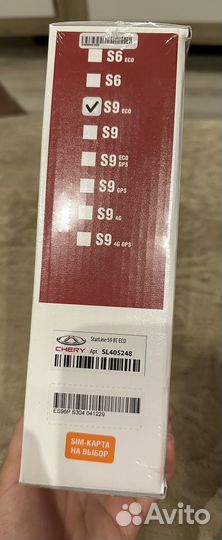 S6 ECO
S6
S9 ECO
S9
S9 ECO GPS
S9 GPS
S9 4G
S9 4G GPS
StarLine S9 BT ECO
CHERY
Арт. SL405248
ES96P S304 041229
SIM-КАРТА
НА ВЫБОР
Avito